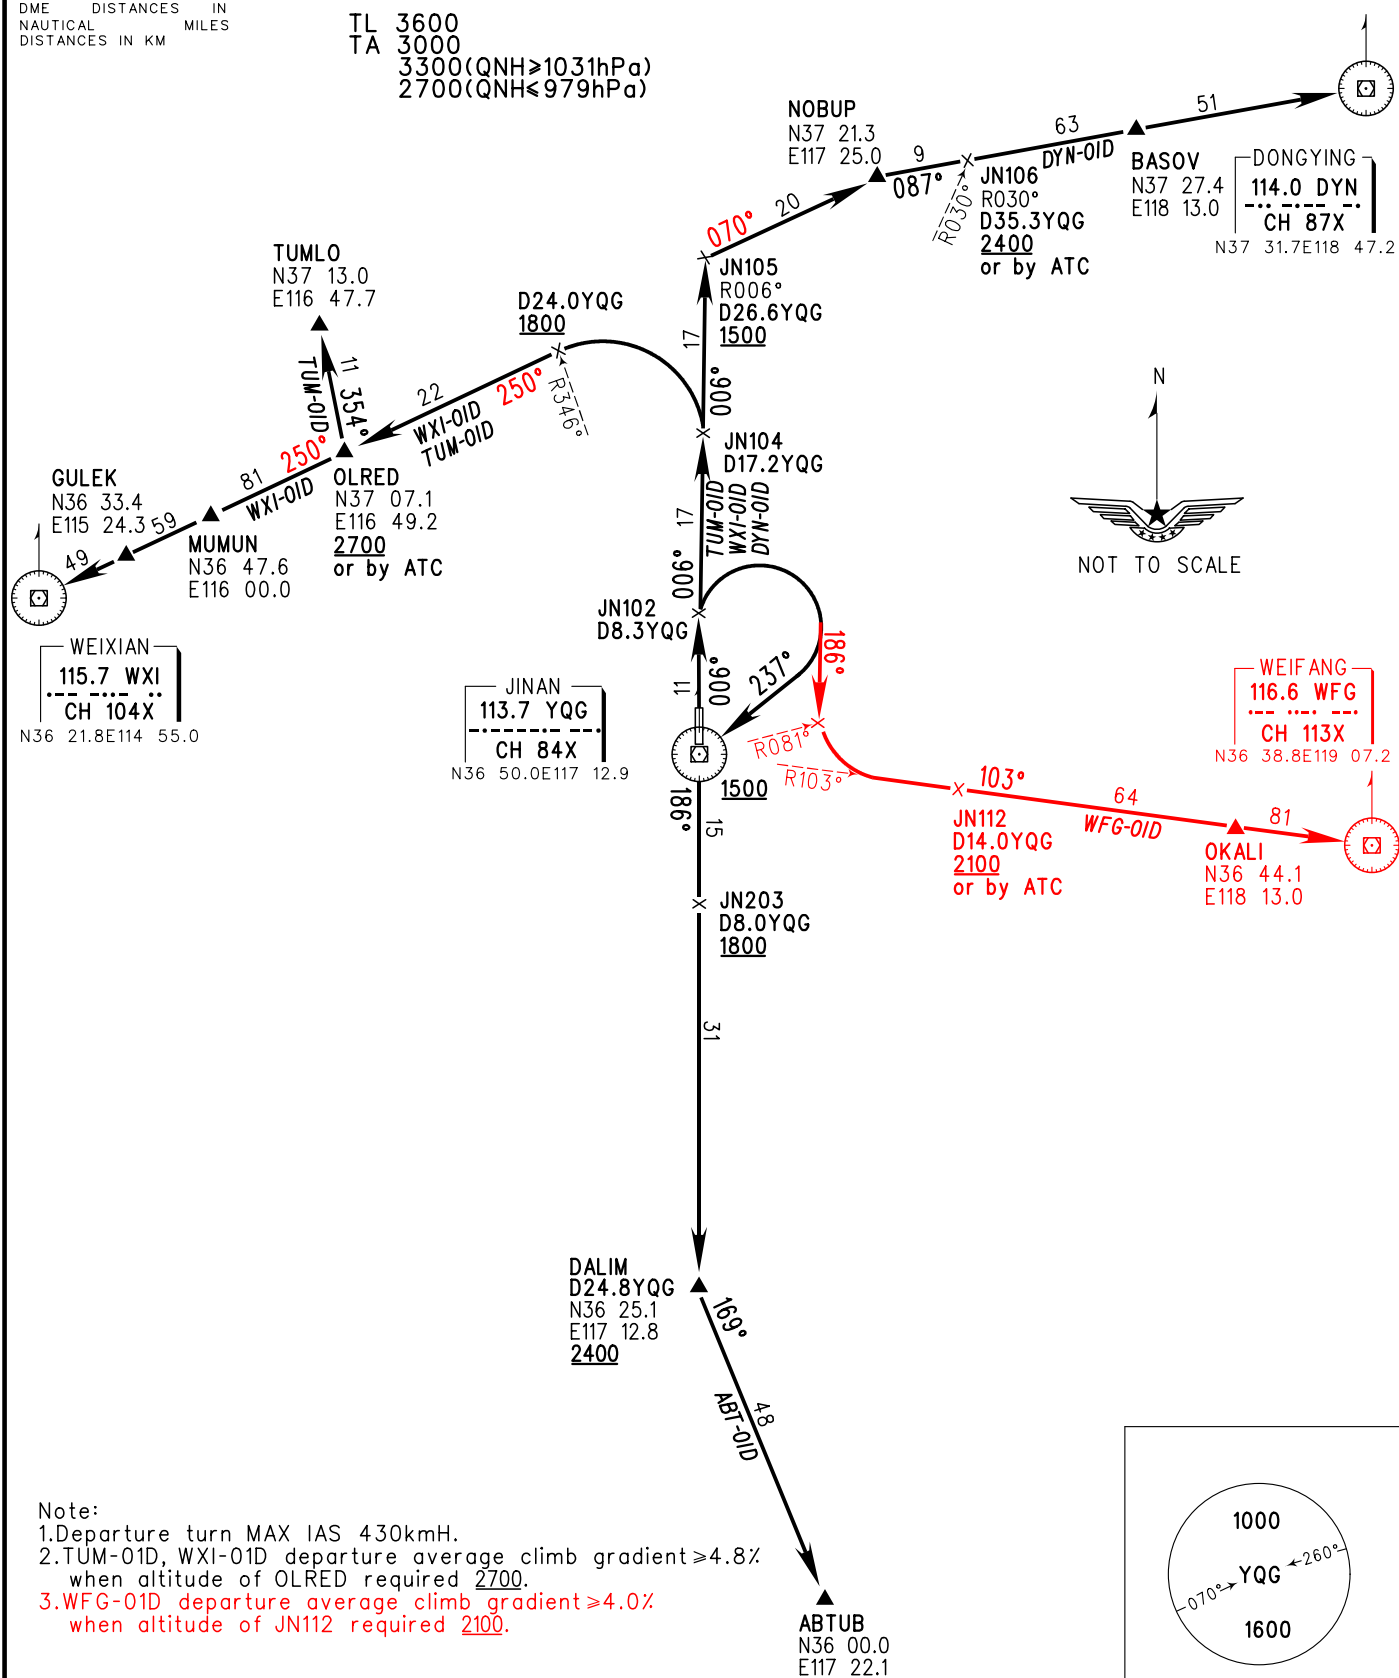 DME DISTANCES IN
NAUTICAL MILES
DISTANCES IN KM
TL 3600
TA 3000
3300(QNH≥1031hPa)
2700(QNH≤979hPa)
NOBUP
N37 21.3
E117 25.0
9
087°
63
DYN-01D
51
R030°
JN106
R030°
D35.3YQG
2400
or by ATC
BASOV
N37 27.4
E118 13.0
DONGYING
114.0 DYN
CH 87X
N37 31.7E118 47.2
070°
20
JN105
R006°
D26.6YQG
1500
TUMLO
N37 13.0
E116 47.7
D24.0YQG
1800
R346°
17
006°
11
354°
TUM-01D
22
250°
WXI-01D
TUM-01D
JN104
D17.2YQG
GULEK
N36 33.4
E115 24.3
250°
81
WXI-01D
OLRED
N37 07.1
E116 49.2
2700
or by ATC
59
49
MUMUN
N36 47.6
E116 00.0
17
006°
TUM-01D
WXI-01D
DYN-01D
N
NOT TO SCALE
JN102
D8.3YQG
WEIXIAN
115.7 WXI
CH 104X
N36 21.8E114 55.0
11
006°
237°
186°
JINAN
113.7 YQG
CH 84X
N36 50.0E117 12.9
R081°
R103°
WEIFANG
116.6 WFG
CH 113X
N36 38.8E119 07.2
1500
186°
15
103°
64
WFG-01D
81
JN112
D14.0YQG
2100
or by ATC
OKALI
N36 44.1
E118 13.0
JN203
D8.0YQG
1800
31
DALIM
D24.8YQG
N36 25.1
E117 12.8
2400
169°
48
ABT-01D
ABTUB
N36 00.0
E117 22.1
Note:
1.Departure turn MAX IAS 430kmH.
2.TUM-01D, WXI-01D departure average climb gradient≥4.8%
when altitude of OLRED required 2700.
3.WFG-01D departure average climb gradient≥4.0%
when altitude of JN112 required 2100.
1000
260°
YQG
070°
1600